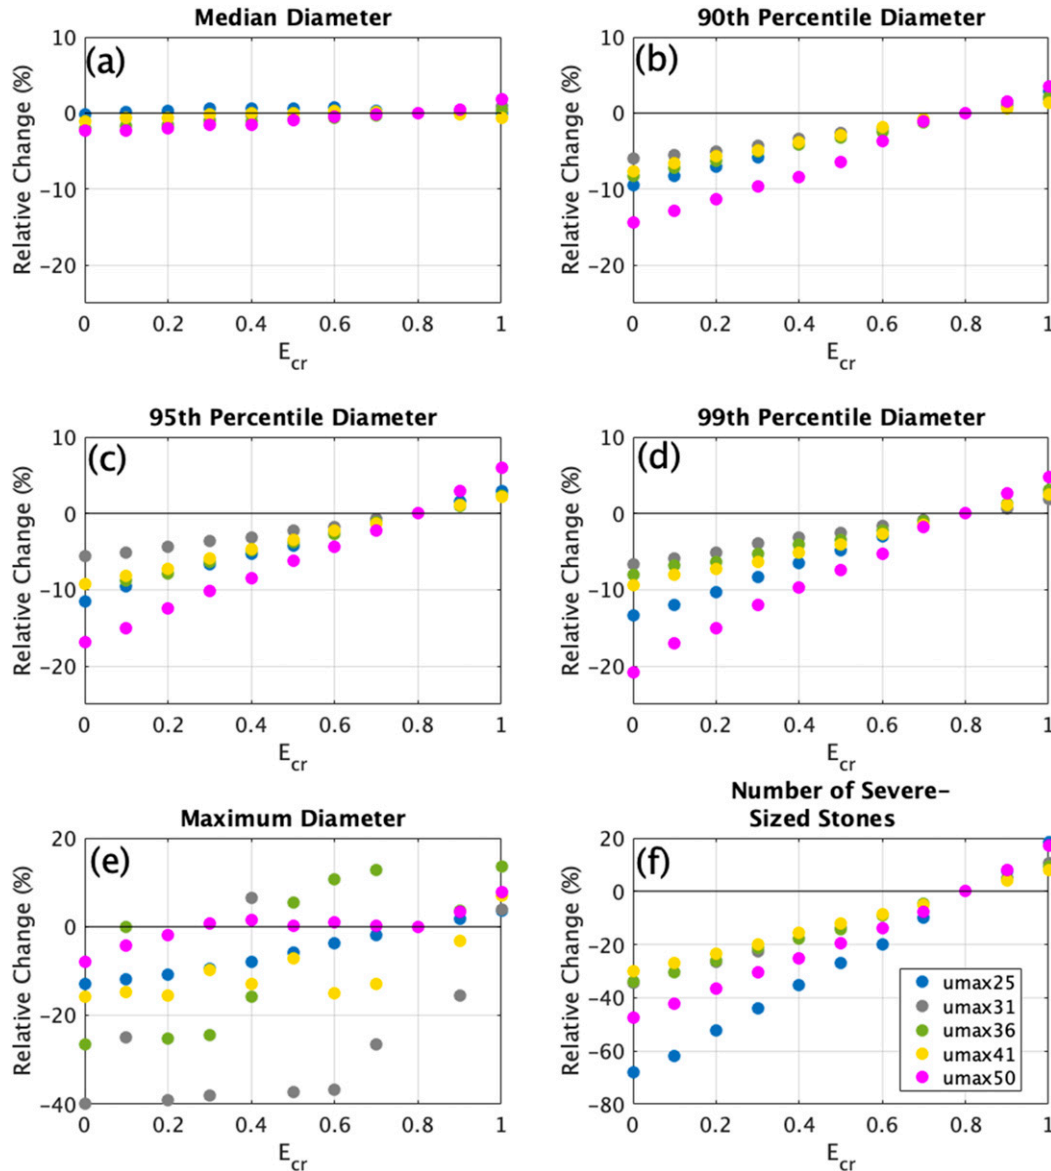 Median Diameter
(a)
Relative Change (%)
10
0
−10
−20
0 0.2 0.4 0.6 0.8 1
E_cr
90th Percentile Diameter
(b)
Relative Change (%)
10
0
−10
−20
0 0.2 0.4 0.6 0.8 1
E_cr
95th Percentile Diameter
(c)
Relative Change (%)
10
0
−10
−20
0 0.2 0.4 0.6 0.8 1
E_cr
99th Percentile Diameter
(d)
Relative Change (%)
10
0
−10
−20
0 0.2 0.4 0.6 0.8 1
E_cr
Maximum Diameter
(e)
Relative Change (%)
20
0
−20
−40
0 0.2 0.4 0.6 0.8 1
E_cr
Number of Severe-
Sized Stones
(f)
Relative Change (%)
20
0
−20
−40
−60
−80
0 0.2 0.4 0.6 0.8 1
E_cr
umax25
umax31
umax36
umax41
umax50